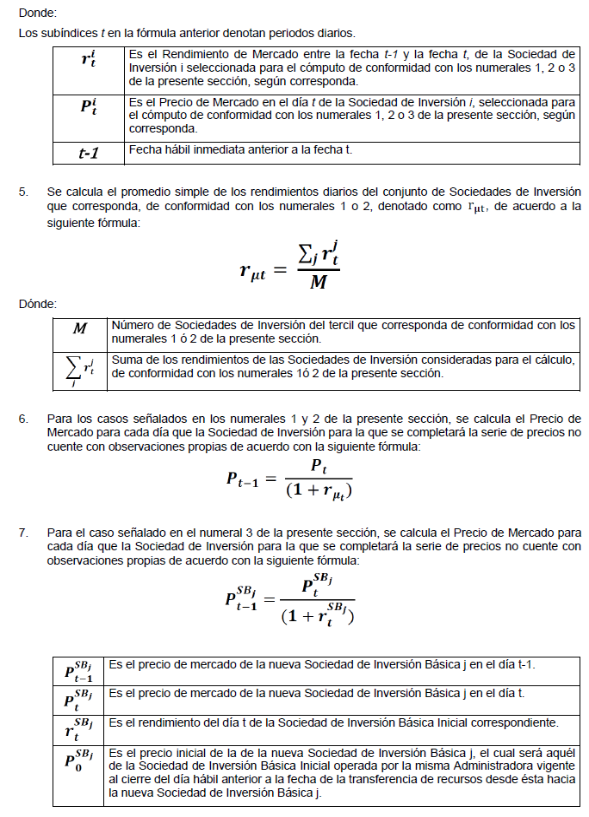 Donde:
Los subíndices t en la fórmula anterior denotan periodos diarios.
r_t^i Es el Rendimiento de Mercado entre la fecha t-1 y la fecha t, de la Sociedad de
Inversión i seleccionada para el cómputo de conformidad con los numerales 1, 2 o 3
de la presente sección, según corresponda.
P_t^i Es el Precio de Mercado en el día t de la Sociedad de Inversión i, seleccionada para
el cómputo de conformidad con los numerales 1, 2 o 3 de la presente sección, según
corresponda.
t-1 Fecha hábil inmediata anterior a la fecha t.
5. Se calcula el promedio simple de los rendimientos diarios del conjunto de Sociedades de Inversión
que corresponda, de conformidad con los numerales 1 o 2, denotado como r_μt, de acuerdo a la
siguiente fórmula:
r_μt = ∑_j r_t^j / M
Dónde:
M Número de Sociedades de Inversión del tercil que corresponda de conformidad con los
numerales 1 ó 2 de la presente sección.
∑_j r_t^j Suma de los rendimientos de las Sociedades de Inversión consideradas para el cálculo,
de conformidad con los numerales 1ó 2 de la presente sección.
6. Para los casos señalados en los numerales 1 y 2 de la presente sección, se calcula el Precio de
Mercado para cada día que la Sociedad de Inversión para la que se completará la serie de precios no
cuente con observaciones propias de acuerdo con la siguiente fórmula:
P_t-1 = P_t / (1 + r_μt)
7. Para el caso señalado en el numeral 3 de la presente sección, se calcula el Precio de Mercado para
cada día que la Sociedad de Inversión para la que se completará la serie de precios no cuente con
observaciones propias de acuerdo con la siguiente fórmula:
P_t-1^SBj = P_t^SBj / (1 + r_t^SBj)
P_t-1^SBj Es el precio de mercado de la nueva Sociedad de Inversión Básica j en el día t-1.
P_t^SBj Es el precio de mercado de la nueva Sociedad de Inversión Básica j en el día t.
r_t^SBj Es el rendimiento del día t de la Sociedad de Inversión Básica Inicial correspondiente.
P_0^SBj Es el precio inicial de la de la nueva Sociedad de Inversión Básica j, el cual será aquél
de la Sociedad de Inversión Básica Inicial operada por la misma Administradora vigente
al cierre del día hábil anterior a la fecha de la transferencia de recursos desde ésta hacia
la nueva Sociedad de Inversión Básica j.